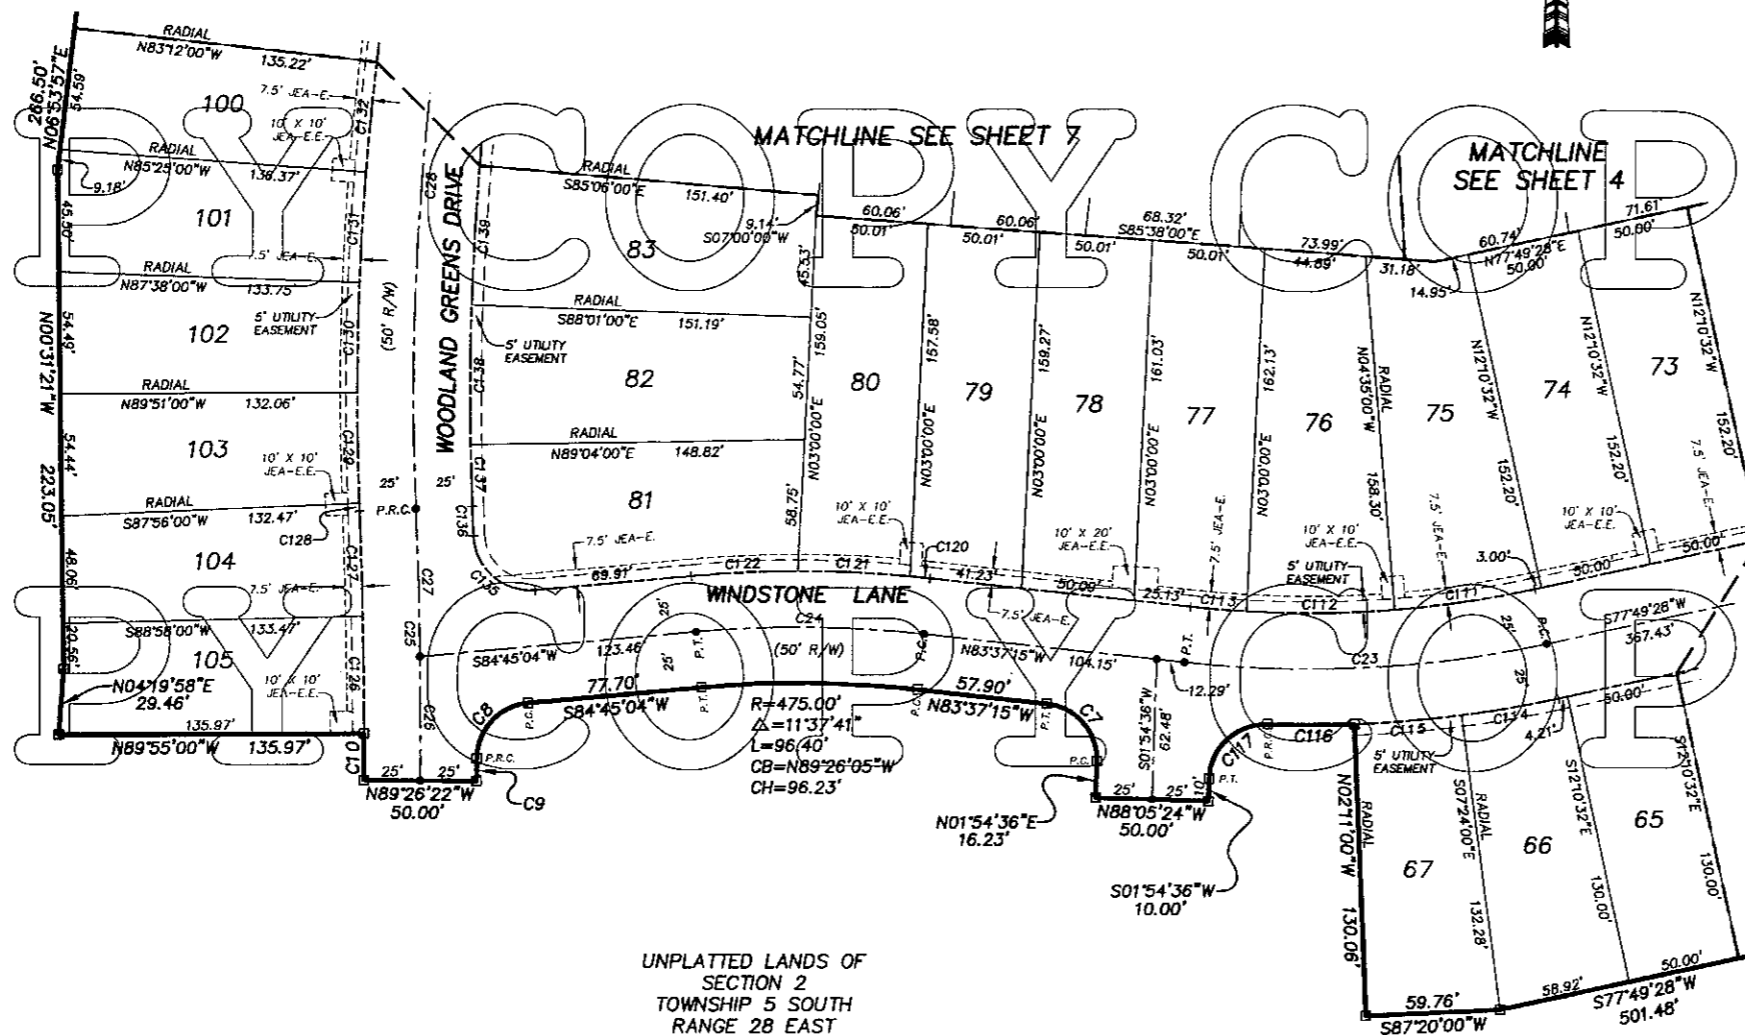 RADIAL
N83°12'00"W 135.22'
266.50'
N06°53'57"E
54.59'
7.5' JEA-E.
C132
100
10' X 10'
JEA-E.E.
RADIAL
N85°25'00"W 136.37'
9.18'
45.50'
101
C131
7.5' JEA-E.
RADIAL
N87°38'00"W 133.75'
5' UTILITY
EASEMENT
102
54.49'
N00°31'21"W
223.05'
C130
RADIAL
N89°51'00"W 132.06'
103
54.44'
C129
10' X 10'
JEA-E.E.
RADIAL
S87°56'00"W 132.47'
C128
104
48.06'
C127
7.5' JEA-E.
S88°58'00"W 133.47'
20.56'
105
C126
10' X 10'
JEA-E.E.
N04°19'58"E
29.46'
135.97'
N89°55'00"W 135.97'
C10
25' 25'
N89°26'22"W
50.00'
C9
P.R.C.
C8
P.C.
C28
(50' R/W)
WOODLAND GREENS DRIVE
25' 25'
P.R.C.
C27
C25
C26
C139
C138
C137
C136
C135
5' UTILITY
EASEMENT
MATCHLINE SEE SHEET 7
MATCHLINE
SEE SHEET 4
RADIAL
S85°06'00"E 151.40'
9.14'
S07°00'00"W
83
45.53'
RADIAL
S88°01'00"E 151.19'
82
54.77'
159.05'
RADIAL
N89°04'00"E 148.82'
81
58.75'
N03°00'00"E
7.5' JEA-E.
69.91'
C122
C121
C120
60.06' 60.06' 68.32' 73.99' 60.74' 71.61'
50.01' 50.01' 50.01' S85°38'00"E 50.01' 44.89' 31.18' 14.95' N77°49'28"E 50.00' 50.00'
80
157.58'
N03°00'00"E
79
159.27'
N03°00'00"E
78
161.03'
N03°00'00"E
77
162.13'
N03°00'00"E
76
N04°35'00"W
RADIAL
158.30'
75
N12°10'32"W
152.20'
74
N12°10'32"W
152.20'
73
N12°10'32"W
152.20'
10' X 10'
JEA-E.E.
10' X 20'
JEA-E.E.
7.5' JEA-E.
10' X 10'
JEA-E.E.
7.5' JEA-E.
10' X 10'
JEA-E.E.
7.5' JEA-E.
5' UTILITY
EASEMENT
3.00'
41.23' 50.09' 25.13' C113 C112 C111 50.00' 50.00'
WINDSTONE LANE
7.5' JEA-E.
C24
(50' R/W)
S84°45'04"W 123.46'
25'
25'
P.T.
P.C.
N83°37'15"W 104.15'
P.T.
12.29'
C23
P.C.
25'
25'
S77°49'28"W
367.43'
77.70'
S84°45'04"W
P.T.
R=475.00'
△=11°37'41"
L=96.40'
CB=N89°26'05"W
CH=96.23'
P.C.
57.90'
N83°37'15"W
P.T.
C7
P.C.
S01°54'36"W
62.48'
N01°54'36"E
16.23'
25' 25'
N88°05'24"W
50.00'
10'
P.T.
C117
P.R.C.
C116
C115
C114
4.21'
50.00'
S01°54'36"W
10.00'
5' UTILITY
EASEMENT
N02°11'00"W 130.06'
RADIAL
67
S07°24'00"E
RADIAL
132.28'
66
S12°10'32"E
130.00'
65
S12°10'32"E
130.00'
59.76'
S87°20'00"W
58.92'
50.00'
S77°49'28"W
501.48'
UNPLATTED LANDS OF
SECTION 2
TOWNSHIP 5 SOUTH
RANGE 28 EAST
PY COPY COP
PY COPY COP